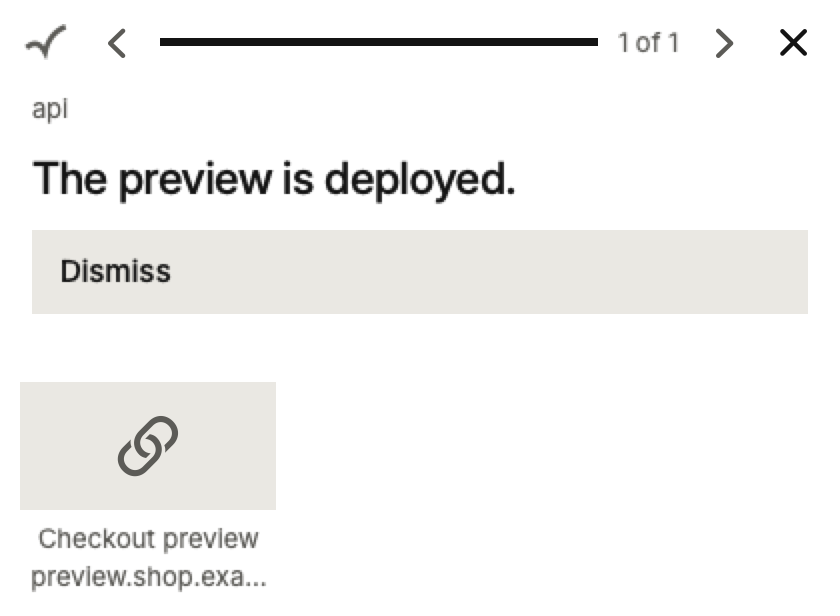 1 of 1
api
The preview is deployed.
Dismiss
Checkout preview
preview.shop.exa...